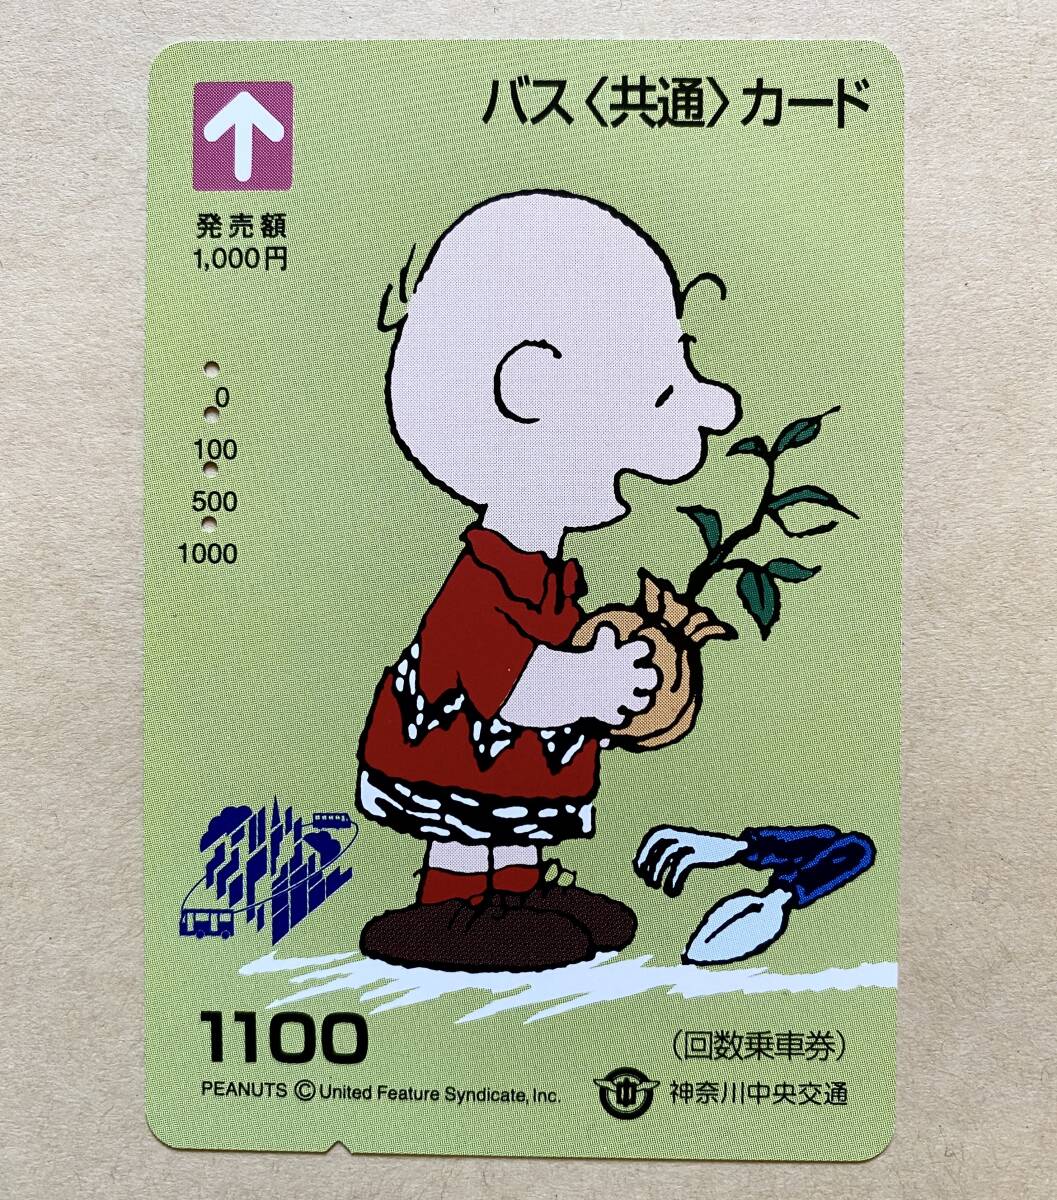 バス〈共通〉カード
発売額
1,000円
0
100
500
1000
1100
(回数乗車券)
PEANUTS © United Feature Syndicate, Inc.
神奈川中央交通